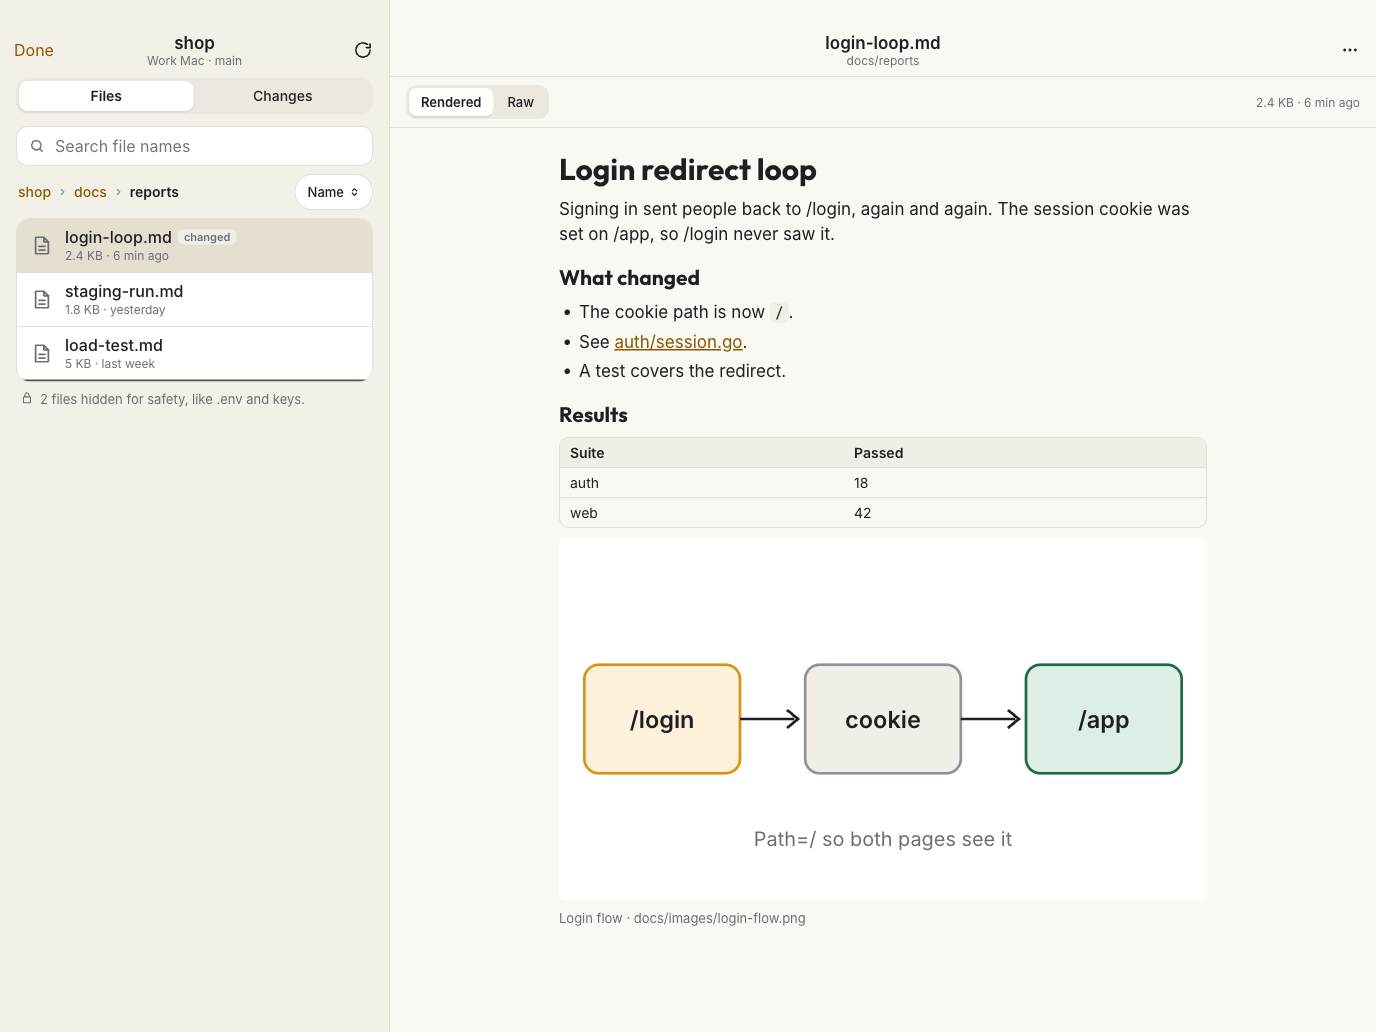 Done
shop
Work Mac · main
Files
Changes
Search file names
shop › docs › reports
Name
login-loop.md changed
2.4 KB · 6 min ago
staging-run.md
1.8 KB · yesterday
load-test.md
5 KB · last week
2 files hidden for safety, like .env and keys.
login-loop.md
docs/reports
Rendered
Raw
2.4 KB · 6 min ago
Login redirect loop
Signing in sent people back to /login, again and again. The session cookie was
set on /app, so /login never saw it.
What changed
• The cookie path is now /.
• See auth/session.go.
• A test covers the redirect.
Results
Suite Passed
auth 18
web 42
/login
cookie
/app
Path=/ so both pages see it
Login flow · docs/images/login-flow.png